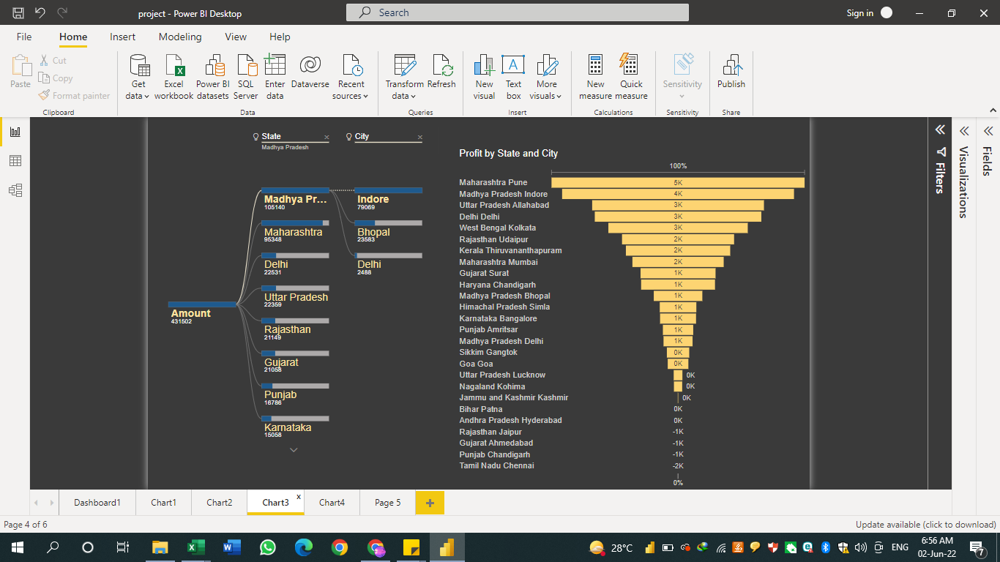 project - Power BI Desktop
Search
Sign in
File Home Insert Modeling View Help
Paste
Cut
Copy
Format painter
Clipboard
Get data
Excel workbook
Power BI datasets
SQL Server
Enter data
Dataverse
Recent sources
Data
Transform data
Refresh
Queries
New visual
Text box
More visuals
Insert
New measure
Quick measure
Calculations
Sensitivity
Sensitivity
Publish
Share
State
Madhya Pradesh
City
Amount
431502
Madhya Pr...
105140
Maharashtra
95348
Delhi
22531
Uttar Pradesh
22359
Rajasthan
21149
Gujarat
21058
Punjab
16786
Karnataka
15058
Indore
79069
Bhopal
23583
Delhi
2488
Profit by State and City
100%
Maharashtra Pune 5K
Madhya Pradesh Indore 4K
Uttar Pradesh Allahabad 3K
Delhi Delhi 3K
West Bengal Kolkata 3K
Rajasthan Udaipur 2K
Kerala Thiruvananthapuram 2K
Maharashtra Mumbai 2K
Gujarat Surat 1K
Haryana Chandigarh 1K
Madhya Pradesh Bhopal 1K
Himachal Pradesh Simla 1K
Karnataka Bangalore 1K
Punjab Amritsar 1K
Madhya Pradesh Delhi 1K
Sikkim Gangtok 0K
Goa Goa 0K
Uttar Pradesh Lucknow 0K
Nagaland Kohima 0K
Jammu and Kashmir Kashmir 0K
Bihar Patna 0K
Andhra Pradesh Hyderabad 0K
Rajasthan Jaipur -1K
Gujarat Ahmedabad -1K
Punjab Chandigarh -1K
Tamil Nadu Chennai -2K
0%
Filters
Visualizations
Fields
Dashboard1 Chart1 Chart2 Chart3 x Chart4 Page 5 +
Page 4 of 6
Update available (click to download)
28°C
ENG
6:56 AM
02-Jun-22
7